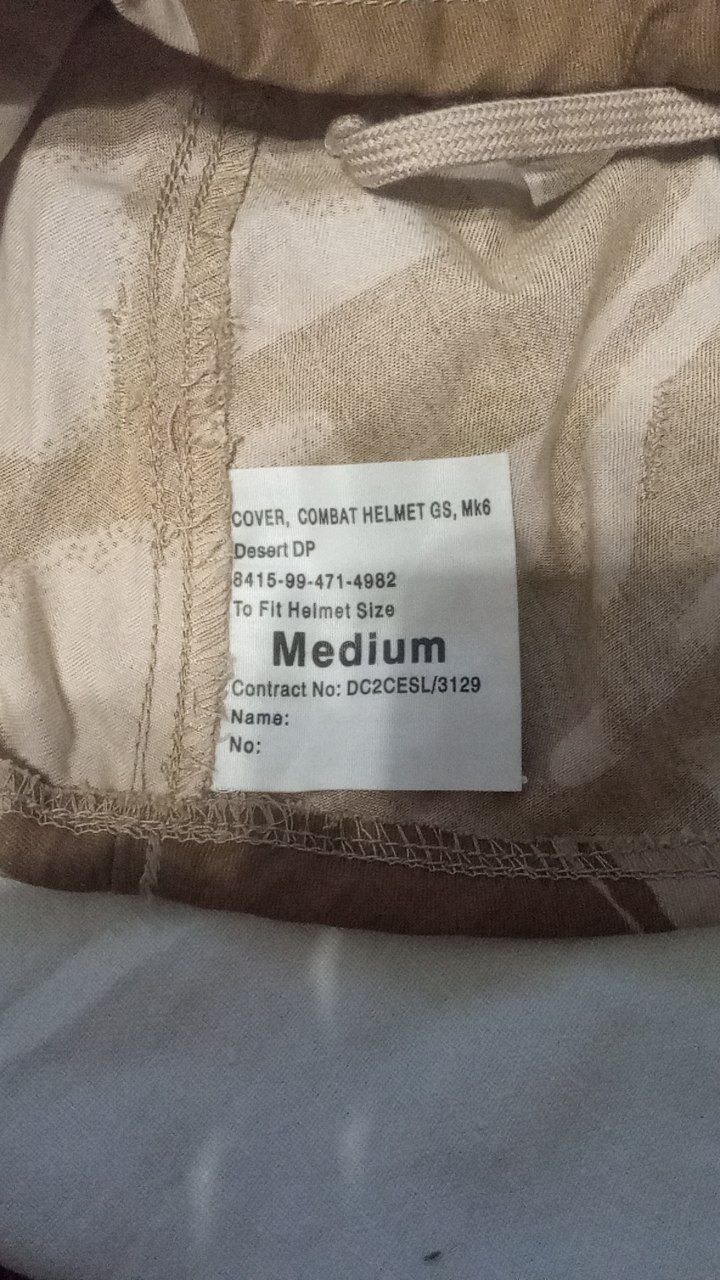 COVER, COMBAT HELMET GS, Mk6
Desert DP
8415-99-471-4982
To Fit Helmet Size
Medium
Contract No: DC2CESL/3129
Name:
No: